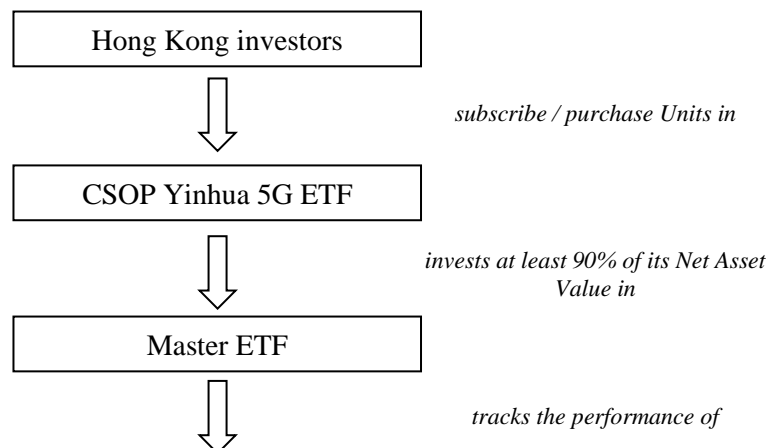 Hong Kong investors
subscribe / purchase Units in
CSOP Yinhua 5G ETF
invests at least 90% of its Net Asset
Value in
Master ETF
tracks the performance of